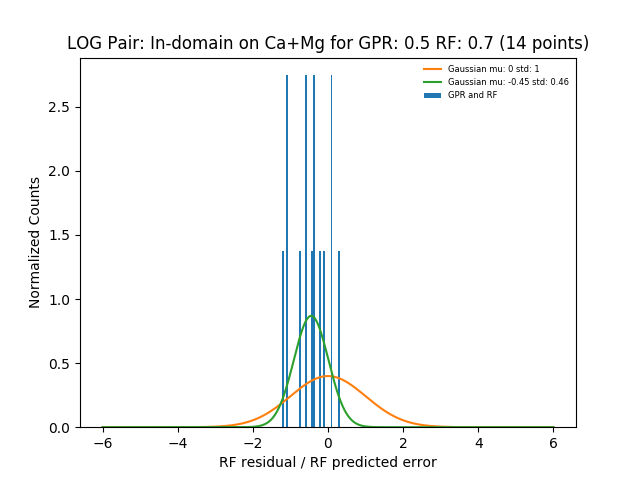 LOG Pair: In-domain on Ca+Mg for GPR: 0.5 RF: 0.7 (14 points)
Gaussian mu: 0 std: 1
Gaussian mu: -0.45 std: 0.46
GPR and RF
Normalized Counts
2.5
2.0
1.5
1.0
0.5
0.0
−6 −4 −2 0 2 4 6
RF residual / RF predicted error